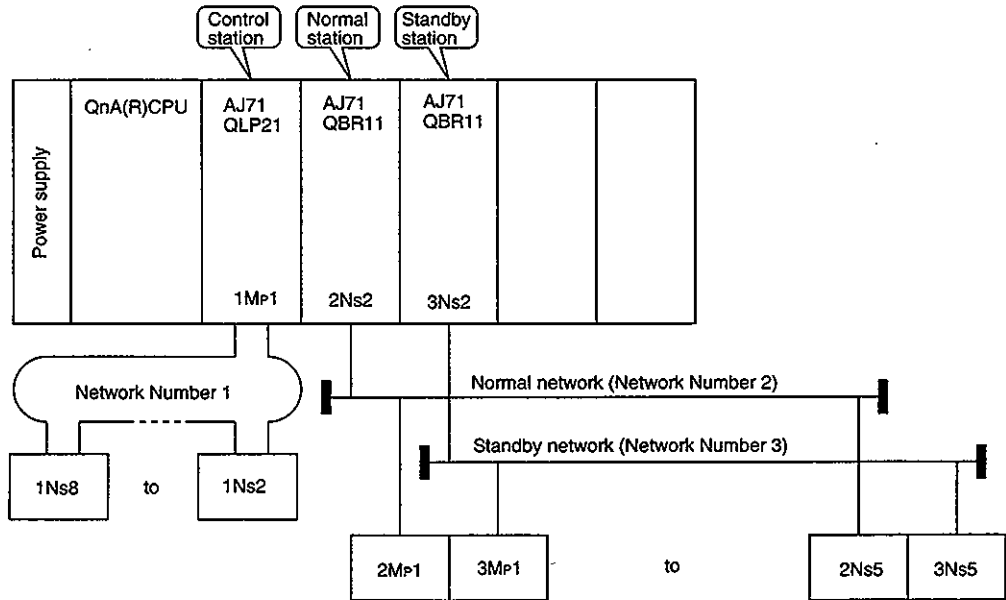 Control
station
Normal
station
Standby
station
Power supply
QnA(R)CPU
AJ71
QLP21
AJ71
QBR11
AJ71
QBR11
1MP1
2NS2
3NS2
Network Number 1
Normal network (Network Number 2)
Standby network (Network Number 3)
1NS8
to
1NS2
2MP1
3MP1
to
2NS5
3NS5